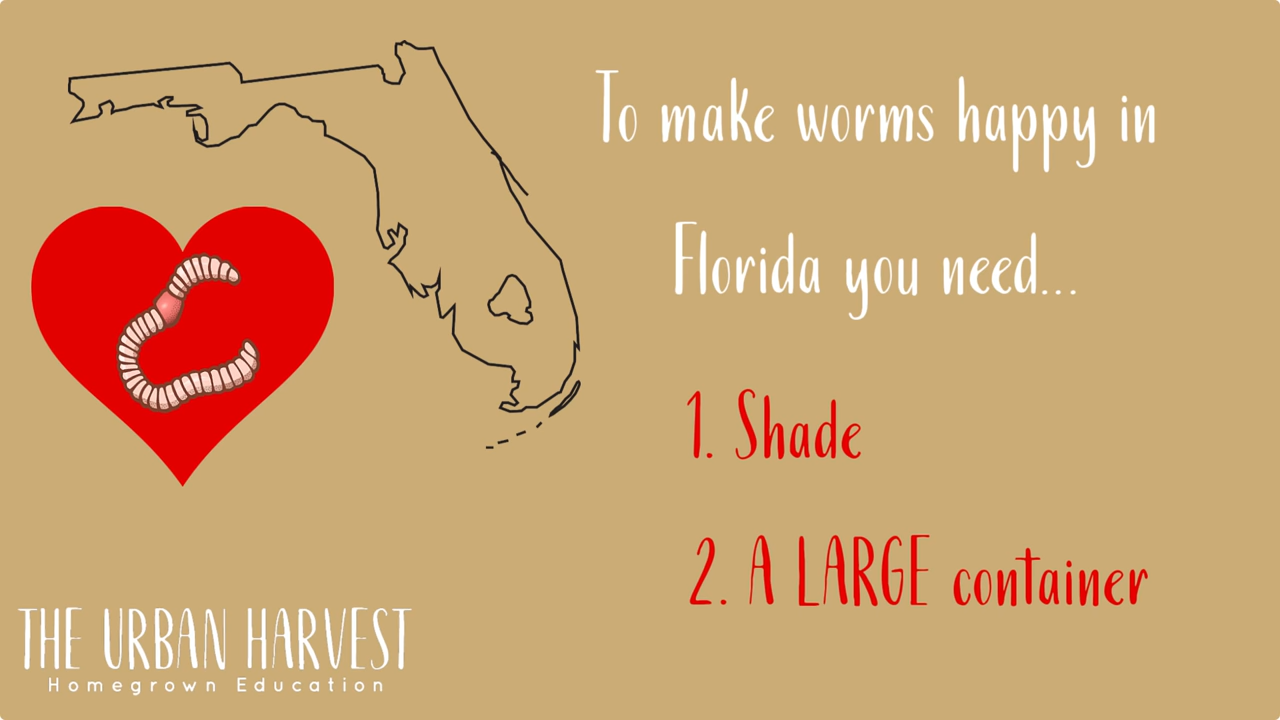 To make worms happy in
Florida you need...
1. Shade
2. A LARGE container
THE URBAN HARVEST
Homegrown Education